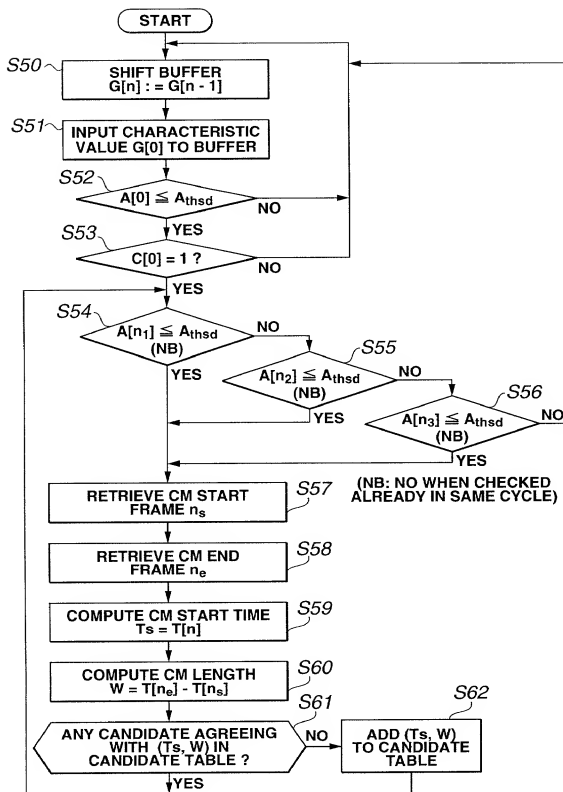 START
S50
SHIFT BUFFER
G[n] : = G[n - 1]
S51
INPUT CHARACTERISTIC
VALUE G[0] TO BUFFER
S52
A[0] ≦ Athsd
NO
YES
S53
C[0] = 1 ?
NO
YES
S54
A[n1] ≦ Athsd
(NB)
NO
YES
S55
A[n2] ≦ Athsd
(NB)
NO
YES
S56
A[n3] ≦ Athsd
(NB)
NO
YES
(NB: NO WHEN CHECKED
ALREADY IN SAME CYCLE)
S57
RETRIEVE CM START
FRAME ns
S58
RETRIEVE CM END
FRAME ne
S59
COMPUTE CM START TIME
Ts = T[n]
S60
COMPUTE CM LENGTH
W = T[ne] - T[ns]
S61
ANY CANDIDATE AGREEING
WITH (Ts, W) IN
CANDIDATE TABLE ?
NO
YES
S62
ADD (Ts, W)
TO CANDIDATE
TABLE